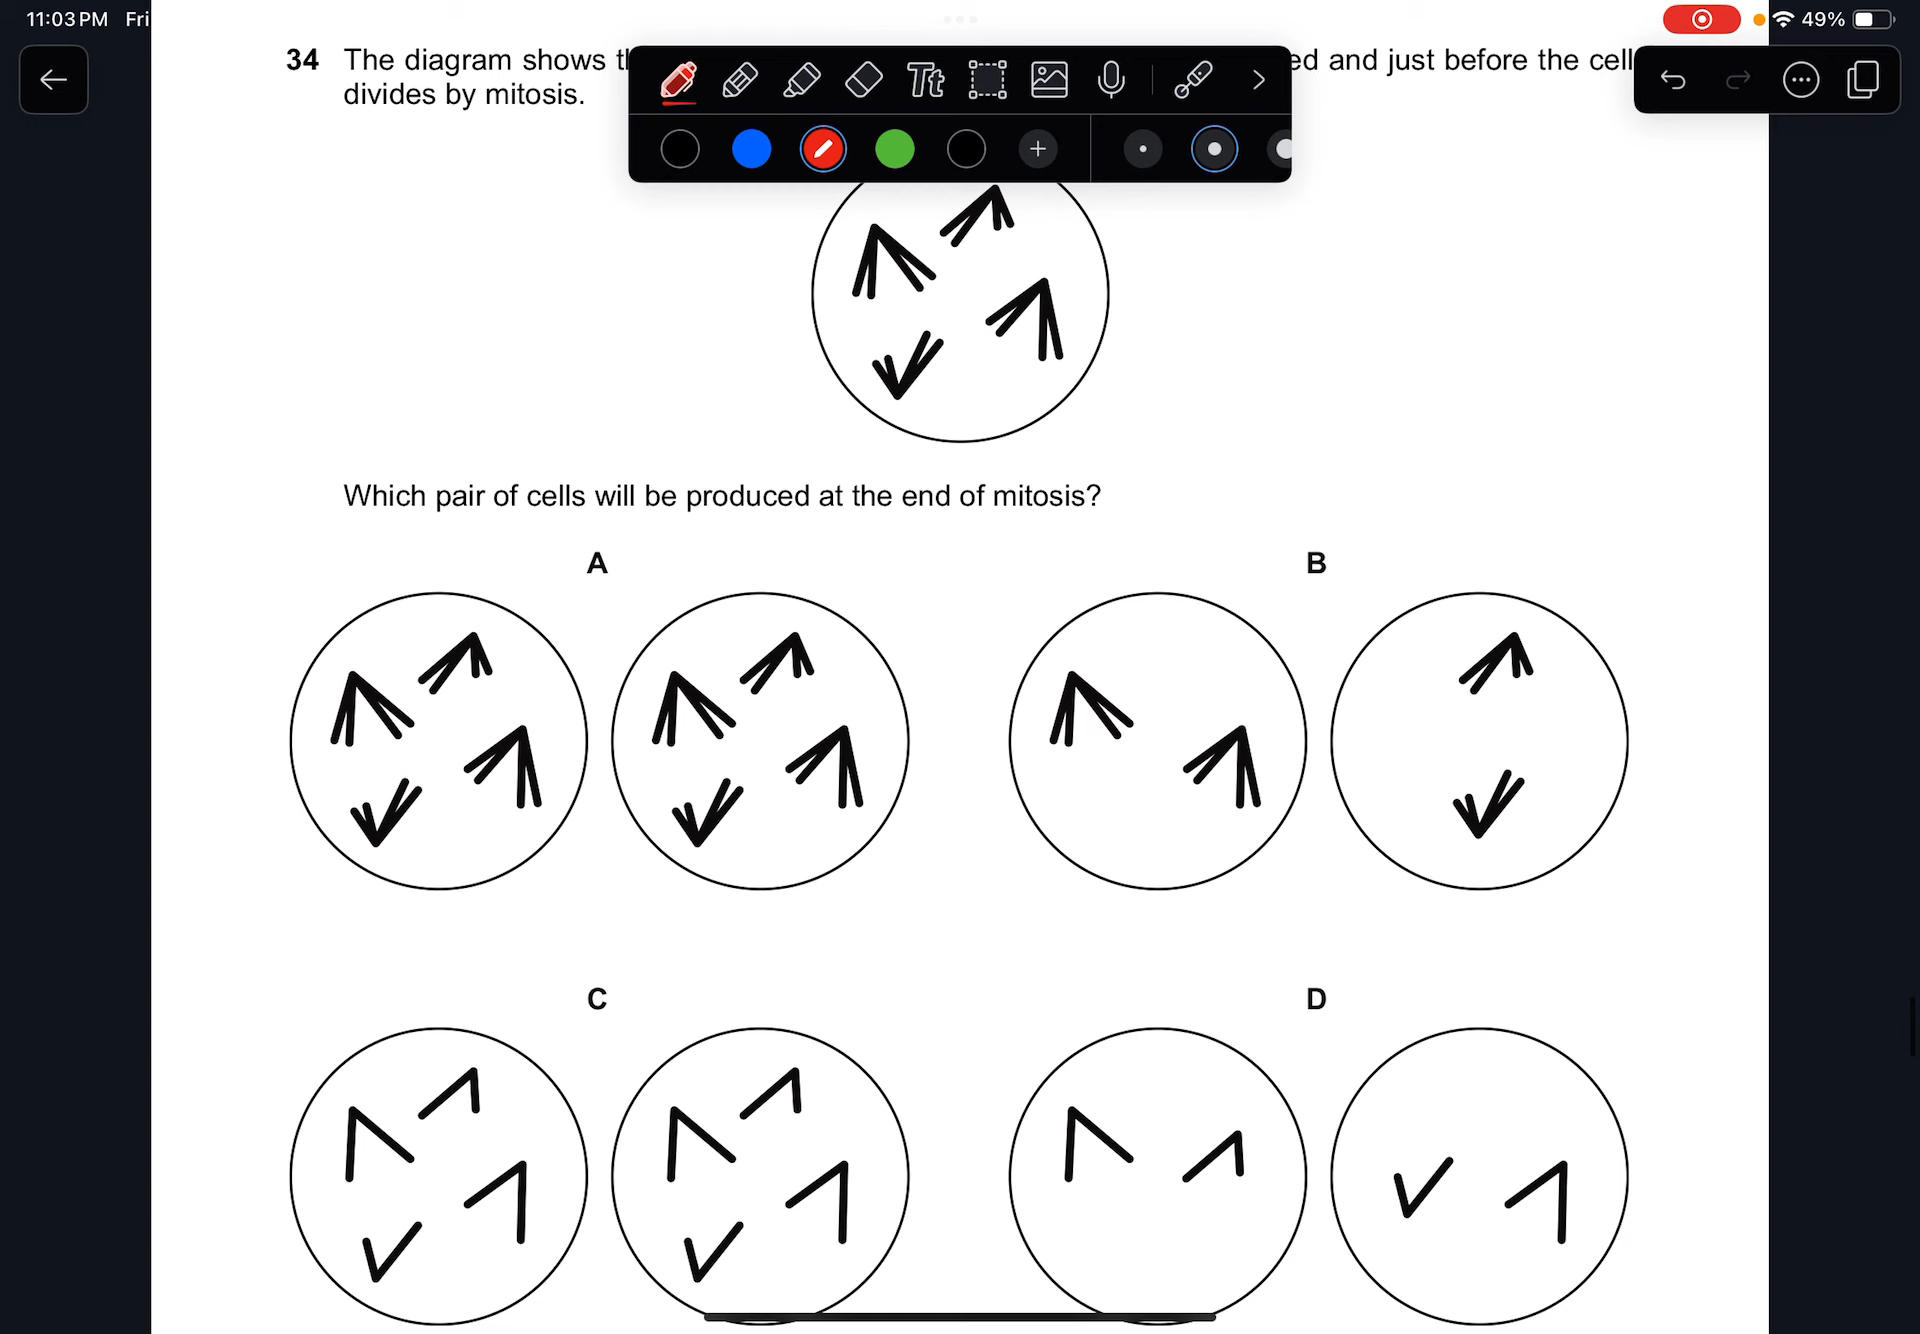 11:03 PM Fri
49%
34 The diagram shows ed and just before the cell
divides by mitosis.
Tt
Which pair of cells will be produced at the end of mitosis?
A
B
C
D